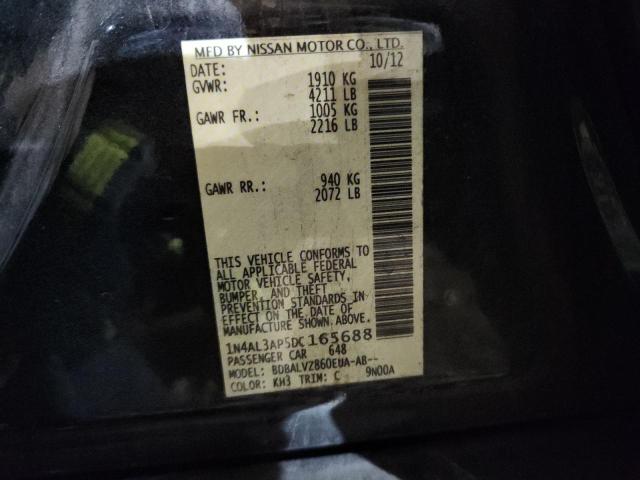 MFD BY NISSAN MOTOR CO., LTD.
DATE: 10/12
GVWR: 1910 KG
4211 LB
GAWR FR.: 1005 KG
2216 LB
GAWR RR.: 940 KG
2072 LB
THIS VEHICLE CONFORMS TO
ALL APPLICABLE FEDERAL
MOTOR VEHICLE SAFETY,
BUMPER, AND THEFT
PREVENTION STANDARDS IN
EFFECT ON THE DATE OF
MANUFACTURE SHOWN ABOVE.
1N4AL3AP5DC165688
PASSENGER CAR 648
MODEL: BDBALVZ860EUA-AB--
COLOR: KH3 TRIM: C 9N00A